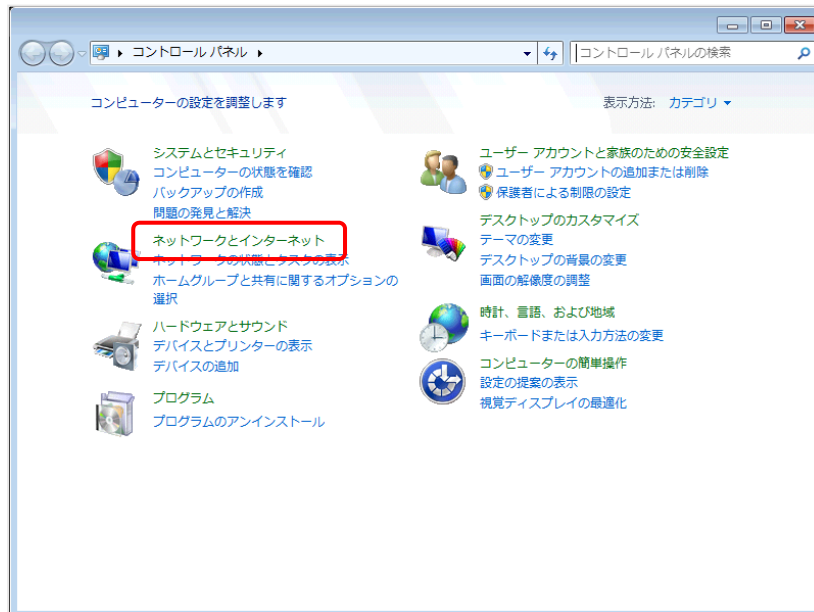 コントロール パネル
コントロール パネルの検索
コンピューターの設定を調整します
表示方法: カテゴリ
システムとセキュリティ
コンピューターの状態を確認
バックアップの作成
問題の発見と解決
ネットワークとインターネット
ネットワークの状態とタスクの表示
ホームグループと共有に関するオプションの
選択
ハードウェアとサウンド
デバイスとプリンターの表示
デバイスの追加
プログラム
プログラムのアンインストール
ユーザー アカウントと家族のための安全設定
ユーザー アカウントの追加または削除
保護者による制限の設定
デスクトップのカスタマイズ
テーマの変更
デスクトップの背景の変更
画面の解像度の調整
時計、言語、および地域
キーボードまたは入力方法の変更
コンピューターの簡単操作
設定の提案の表示
視覚ディスプレイの最適化